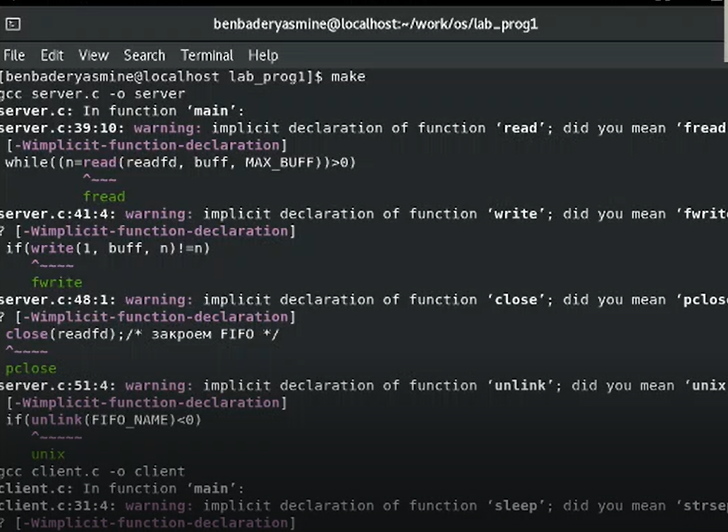 benbaderyasmine@localhost:~/work/os/lab_prog1
File Edit View Search Terminal Help
[benbaderyasmine@localhost lab_prog1]$ make
gcc server.c -o server
server.c: In function ‘main’:
server.c:39:10: warning: implicit declaration of function ‘read’; did you mean ‘fread
[-Wimplicit-function-declaration]
while((n=read(readfd, buff, MAX_BUFF))>0)
^~~~
fread
server.c:41:4: warning: implicit declaration of function ‘write’; did you mean ‘fwrit
? [-Wimplicit-function-declaration]
if(write(1, buff, n)!=n)
^~~~~
fwrite
server.c:48:1: warning: implicit declaration of function ‘close’; did you mean ‘pclos
? [-Wimplicit-function-declaration]
close(readfd);/* закроем FIFO */
^~~~~
pclose
server.c:51:4: warning: implicit declaration of function ‘unlink’; did you mean ‘unix
[-Wimplicit-function-declaration]
if(unlink(FIFO_NAME)<0)
^~~~~~
unix
gcc client.c -o client
client.c: In function ‘main’:
client.c:31:4: warning: implicit declaration of function ‘sleep’; did you mean ‘strse
? [-Wimplicit-function-declaration]